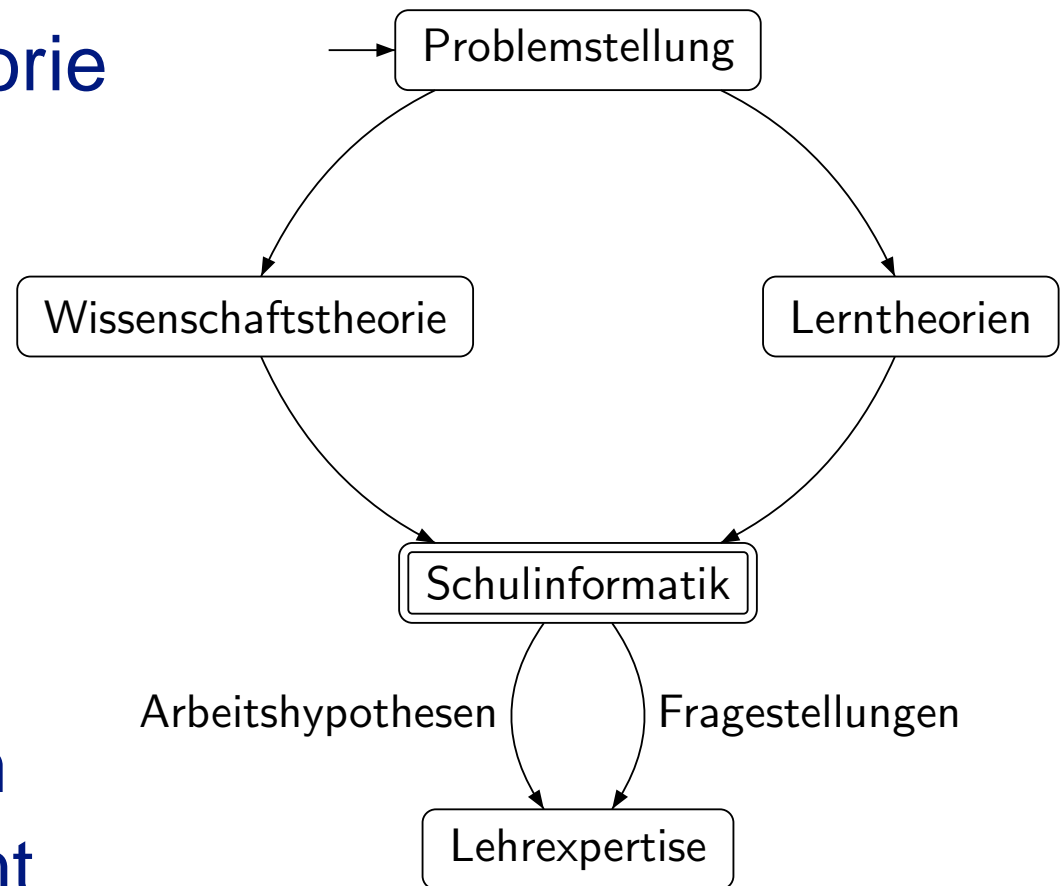 orie
Problemstellung
Wissenschaftstheorie
Lerntheorien
Schulinformatik
Arbeitshypothesen
Fragestellungen
n
Lehrexpertise
nt